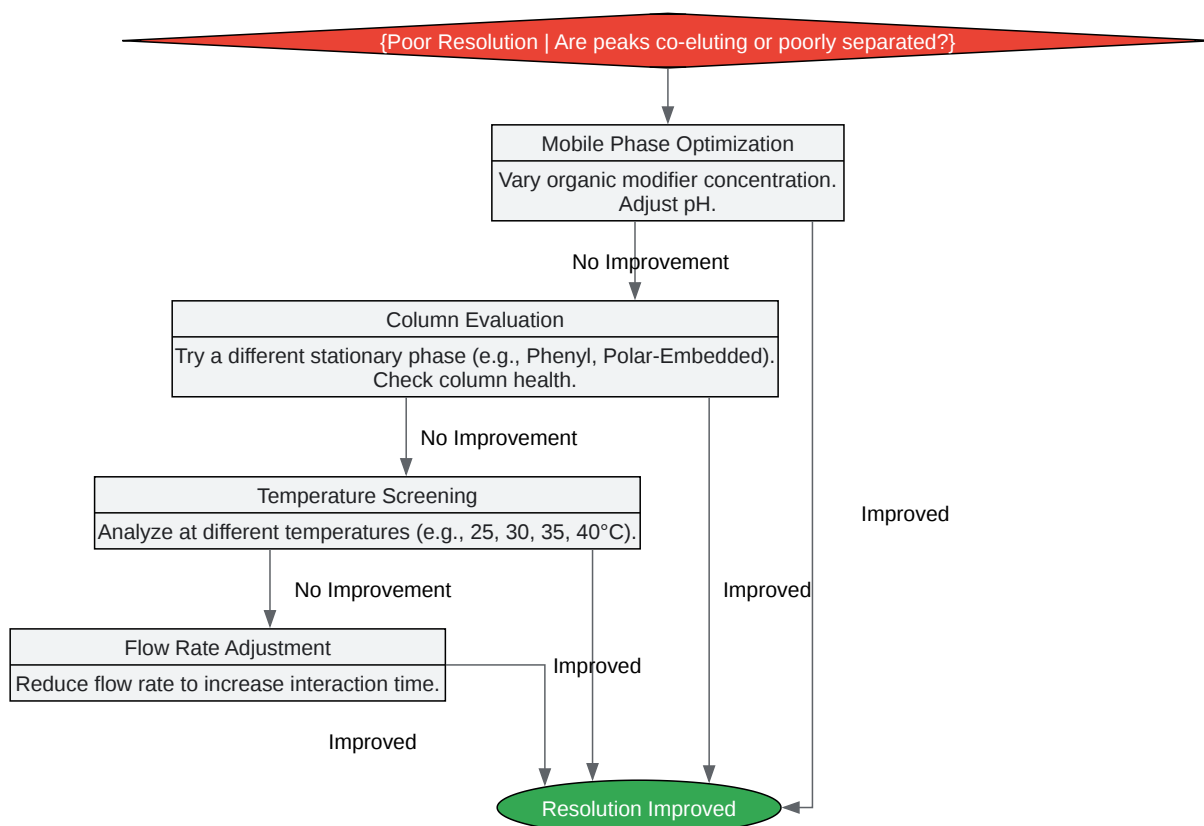 {Poor Resolution | Are peaks co-eluting or poorly separated?}
Mobile Phase Optimization
Vary organic modifier concentration.
Adjust pH.
No Improvement
Column Evaluation
Try a different stationary phase (e.g., Phenyl, Polar-Embedded).
Check column health.
No Improvement
Temperature Screening
Analyze at different temperatures (e.g., 25, 30, 35, 40°C).
Improved
No Improvement
Improved
Flow Rate Adjustment
Reduce flow rate to increase interaction time.
Improved
Improved
Resolution Improved